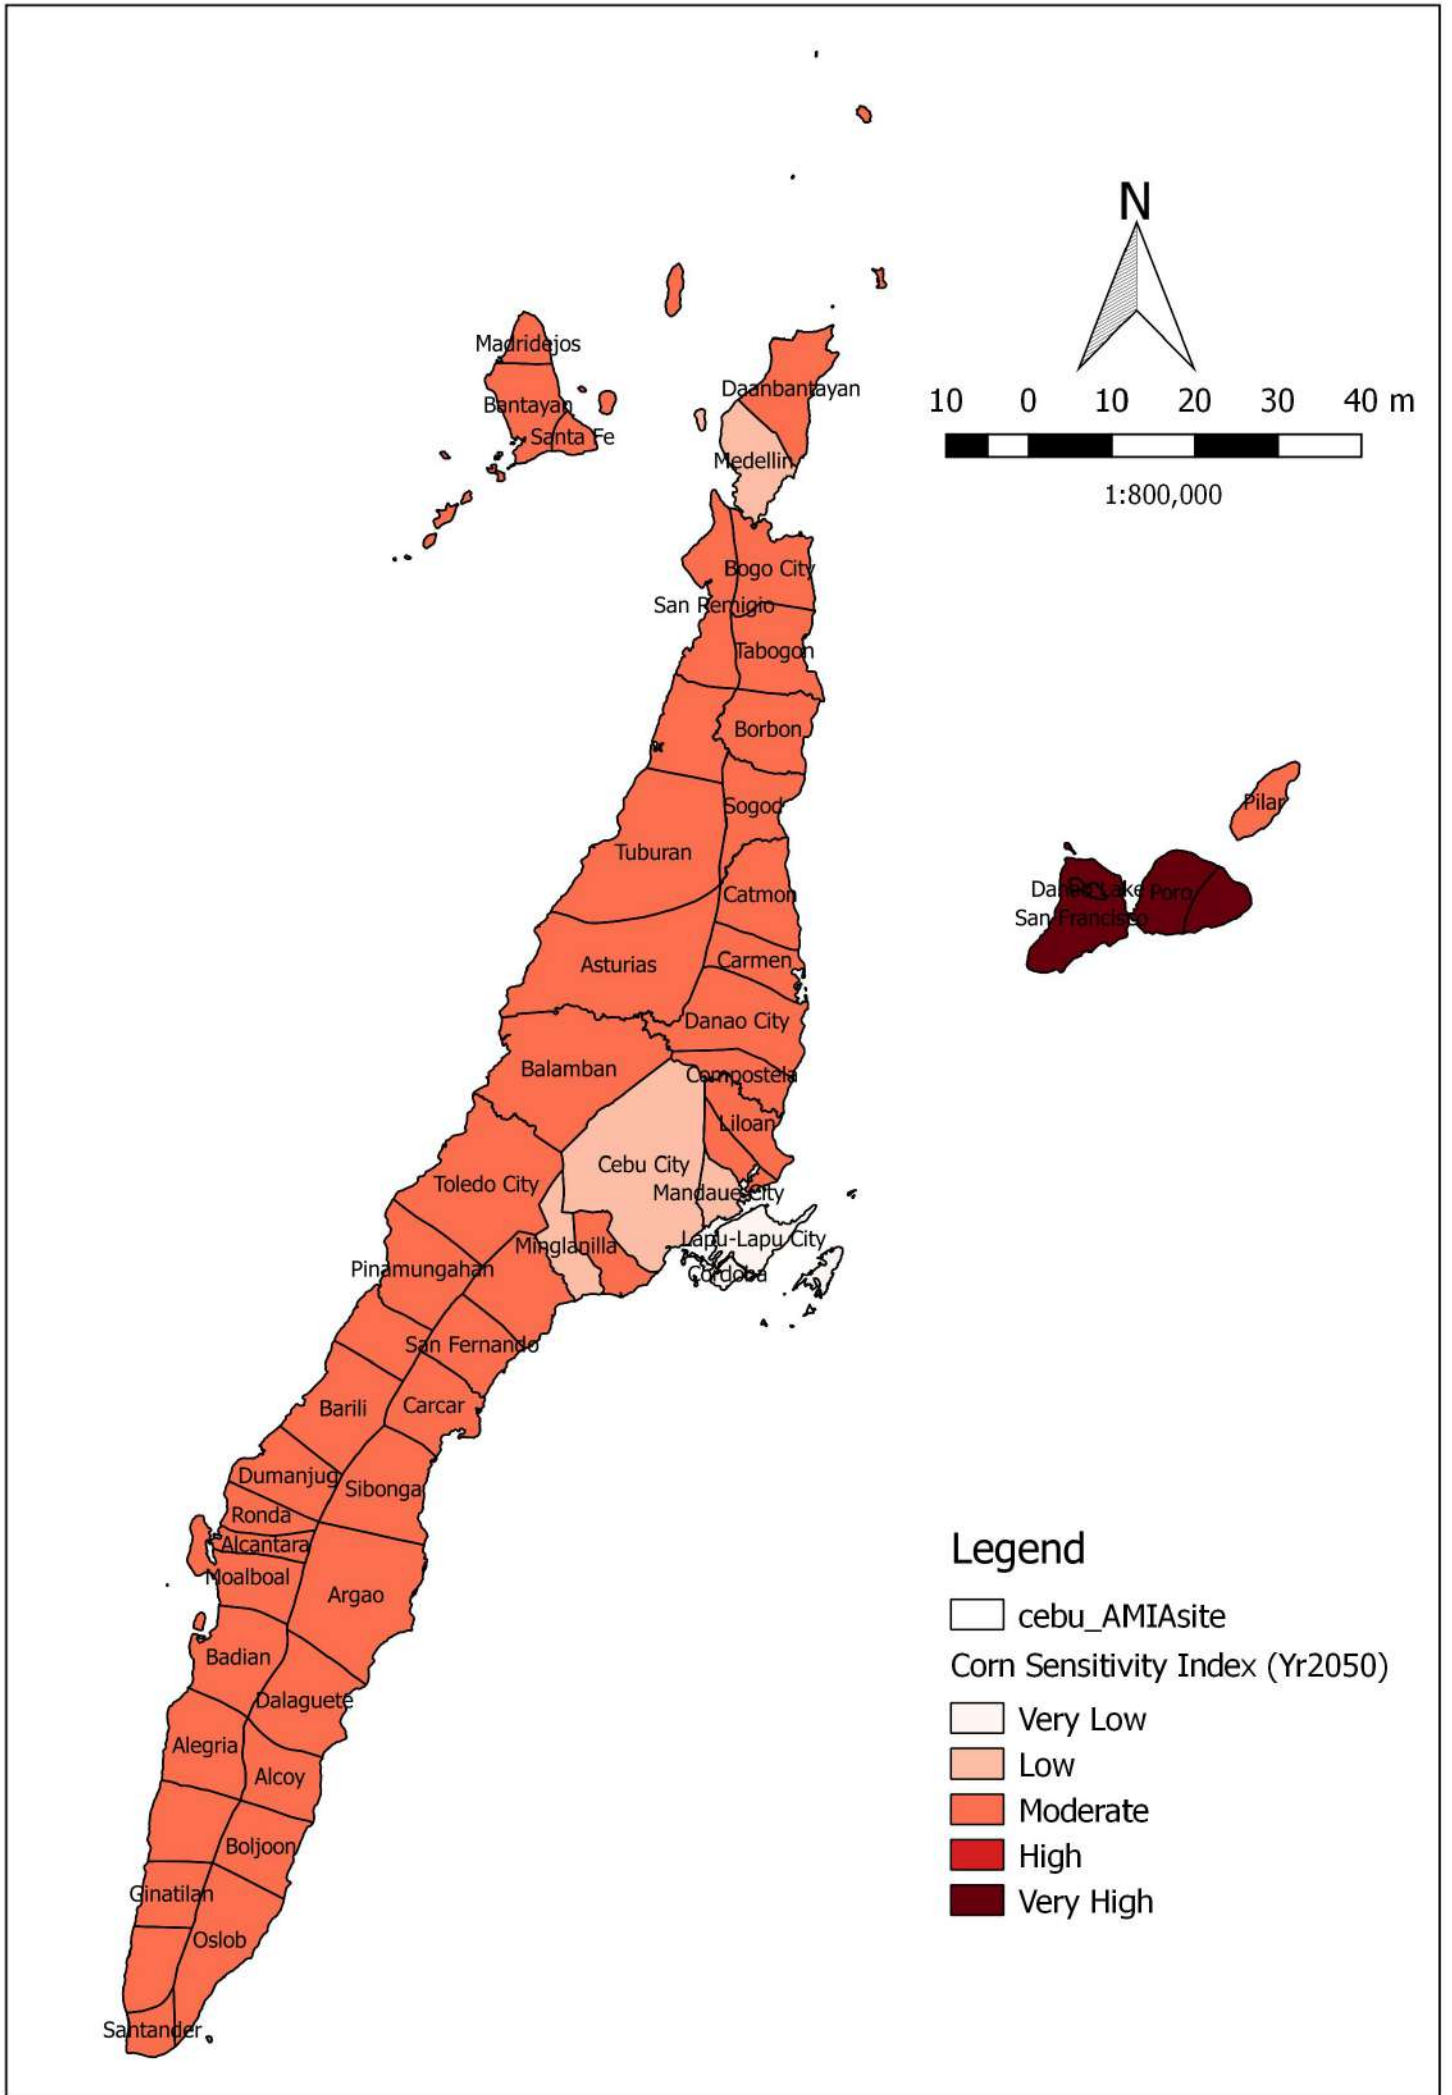 N
10 0 10 20 30 40 m
1:800,000
Madridejos
Bantayan
Santa Fe
Daanbantayan
Medellin
Bogo City
San Remigio
Tabogon
Borbon
Sogod
Tuburan
Catmon
Asturias
Carmen
Danao City
Balamban
Compostela
Liloan
Cebu City
Toledo City
Mandaue City
Lapu-Lapu City
Minglanilla
Cordoba
Pinamungahan
San Fernando
Barili
Carcar
Dumanjug
Sibonga
Ronda
Alcantara
Moalboal
Argao
Badian
Dalaguete
Alegria
Alcoy
Boljoon
Ginatilan
Oslob
Santander
Pilar
Danao Lake
Poro
San Francisco
Legend
cebu_AMIAsite
Corn Sensitivity Index (Yr2050)
Very Low
Low
Moderate
High
Very High